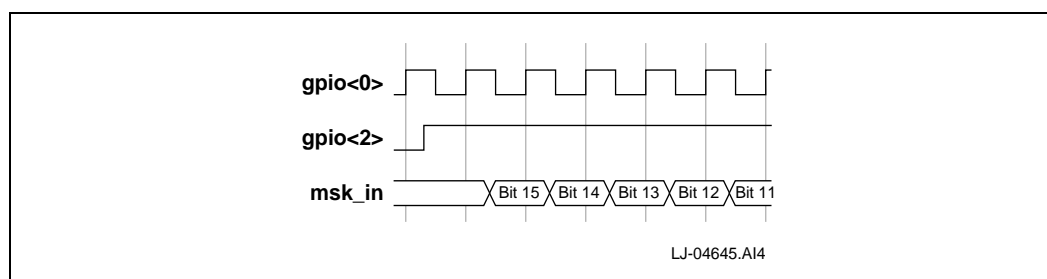 gpio<0>
gpio<2>
msk_in
Bit 15 Bit 14 Bit 13 Bit 12 Bit 11
LJ-04645.AI4